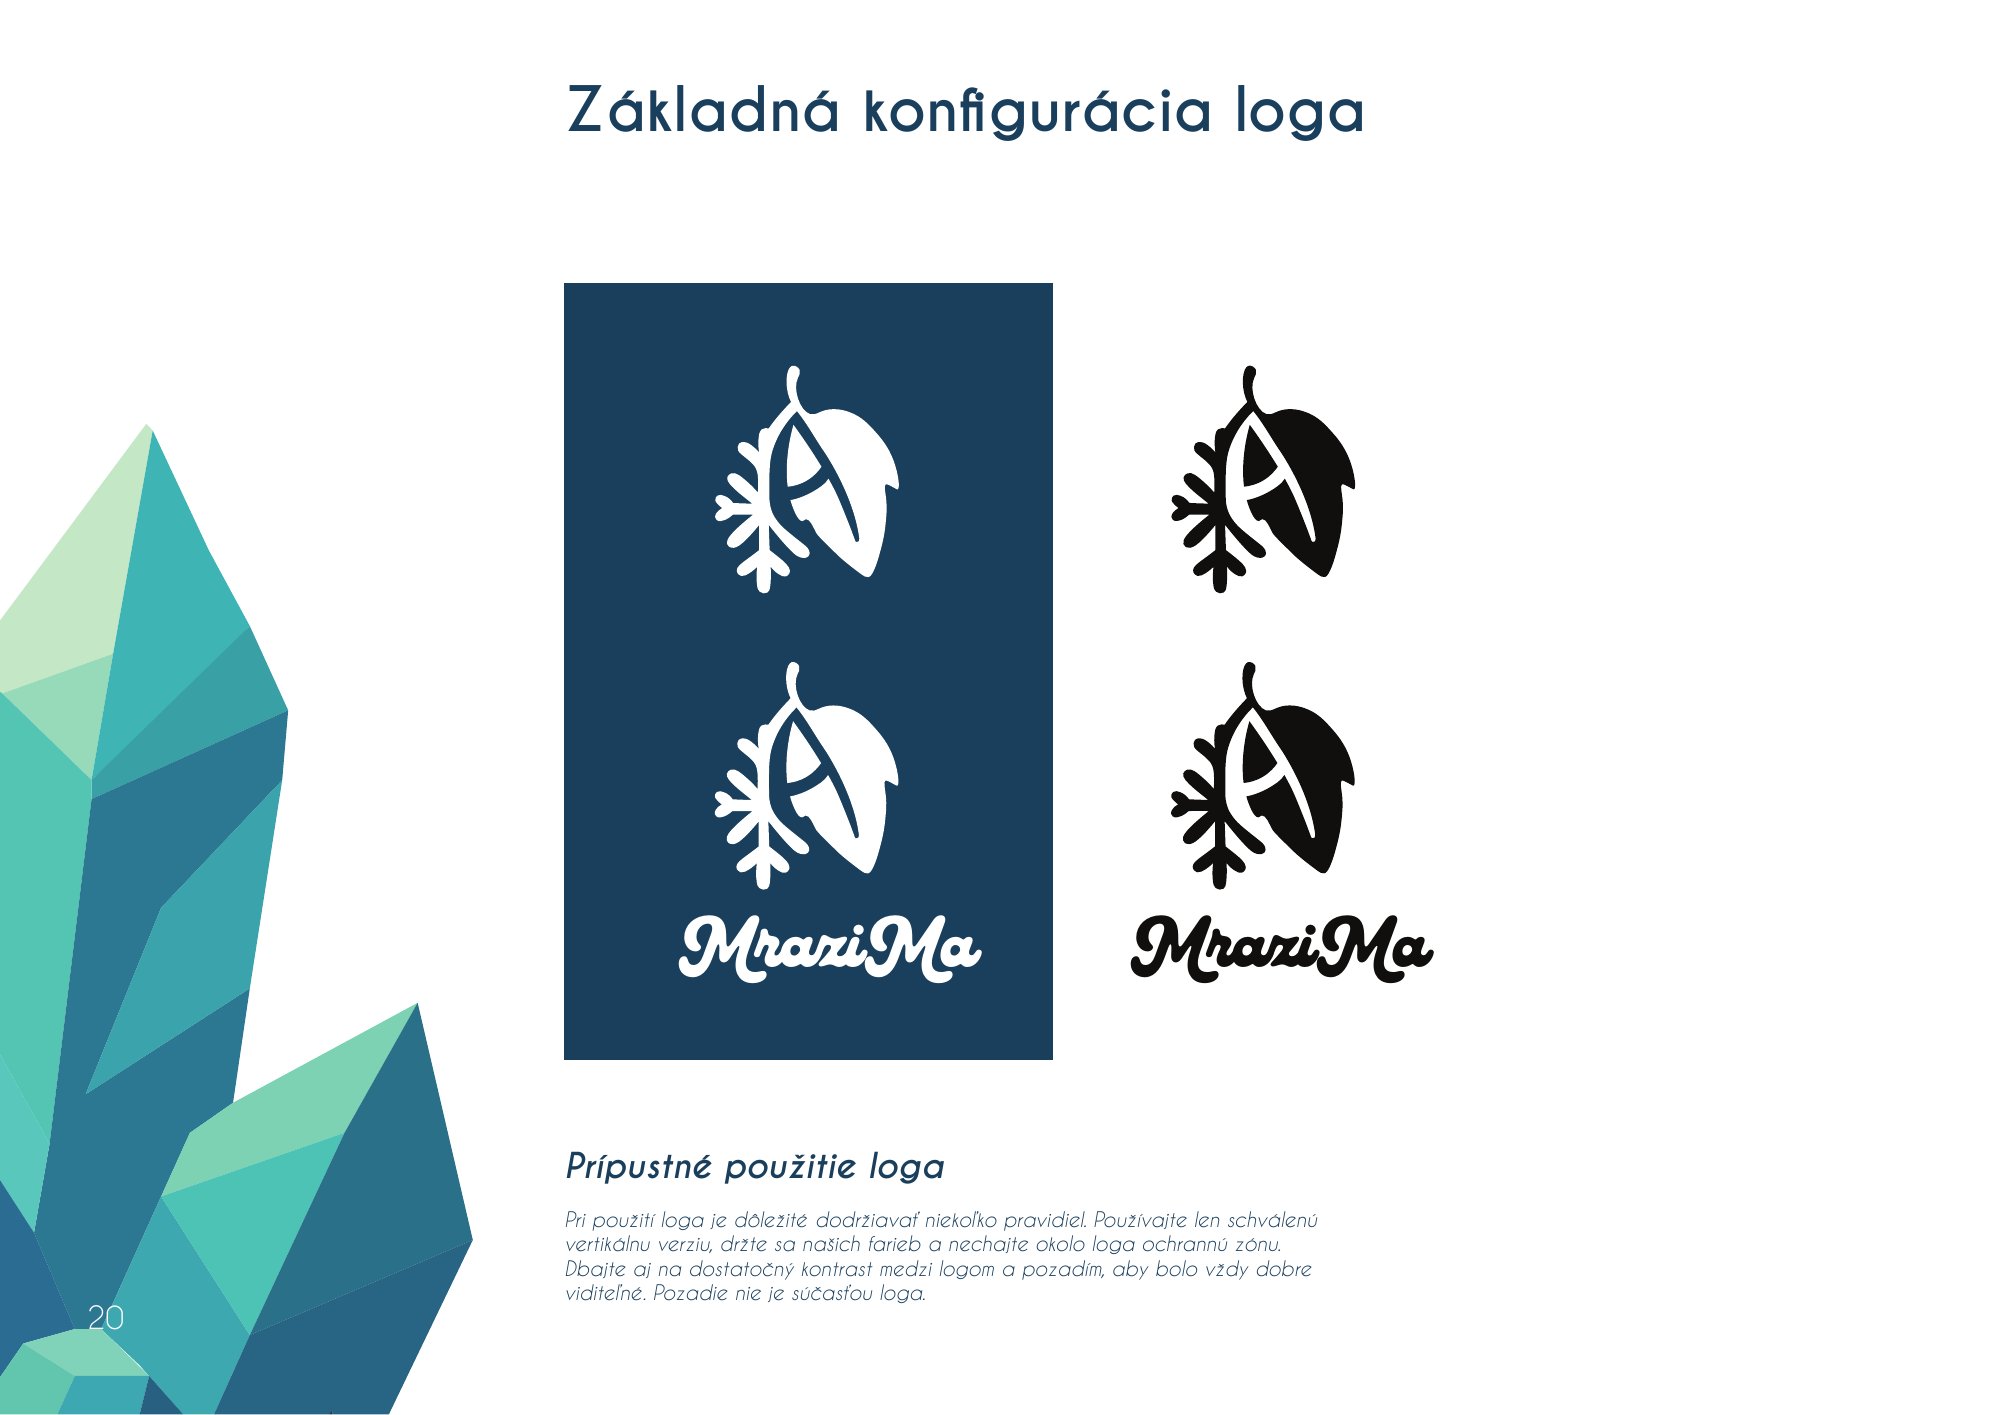 Základná konfigurácia loga
MraziMa
MraziMa
Prípustné použitie loga
Pri použití loga je dôležité dodržiavať niekoľko pravidiel. Používajte len schválenú
vertikálnu verziu, držte sa našich farieb a nechajte okolo loga ochrannú zónu.
Dbajte aj na dostatočný kontrast medzi logom a pozadím, aby bolo vždy dobre
viditeľné. Pozadie nie je súčasťou loga.
20